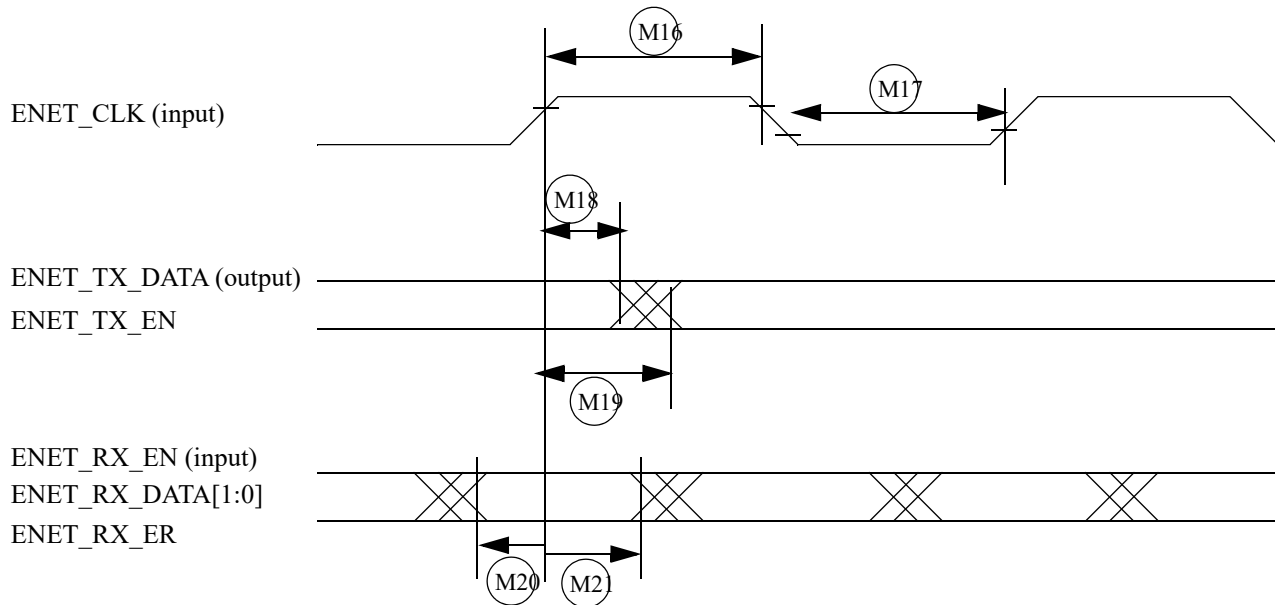 M16
M17
ENET_CLK (input)
M18
ENET_TX_DATA (output)
ENET_TX_EN
M19
ENET_RX_EN (input)
ENET_RX_DATA[1:0]
ENET_RX_ER
M20
M21